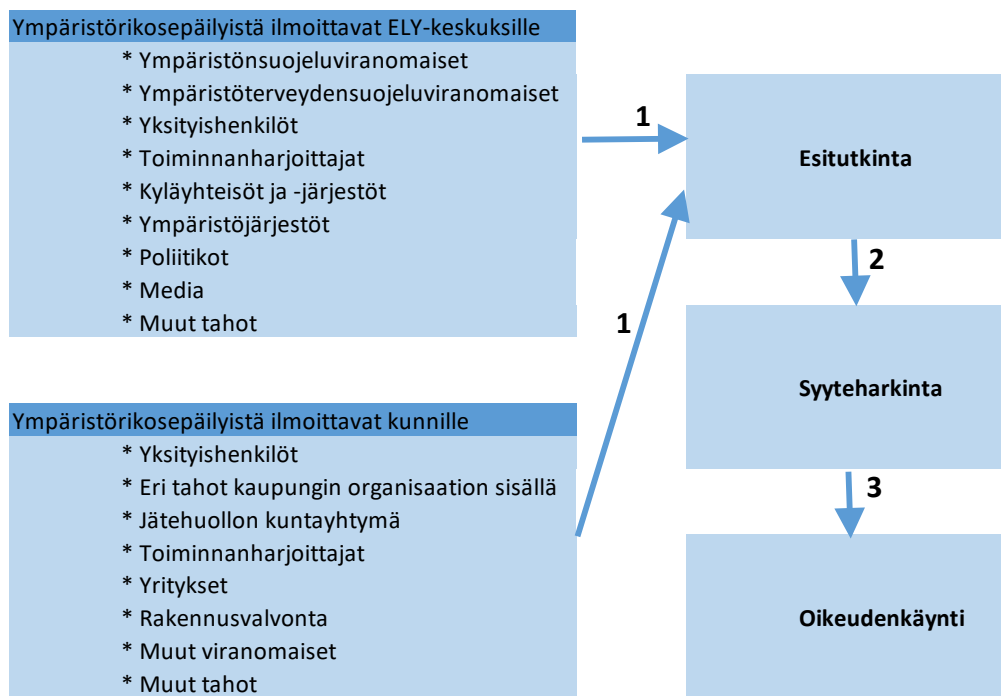 Ympäristörikosepäilyistä ilmoittavat ELY-keskuksille
* Ympäristönsuojeluviranomaiset
* Ympäristöterveydensuojeluviranomaiset
* Yksityishenkilöt
* Toiminnanharjoittajat
* Kyläyhteisöt ja -järjestöt
* Ympäristöjärjestöt
* Poliitikot
* Media
* Muut tahot
Ympäristörikosepäilyistä ilmoittavat kunnille
* Yksityishenkilöt
* Eri tahot kaupungin organisaation sisällä
* Jätehuollon kuntayhtymä
* Toiminnanharjoittajat
* Yritykset
* Rakennusvalvonta
* Muut viranomaiset
* Muut tahot
1
1
Esitutkinta
2
Syyteharkinta
3
Oikeudenkäynti